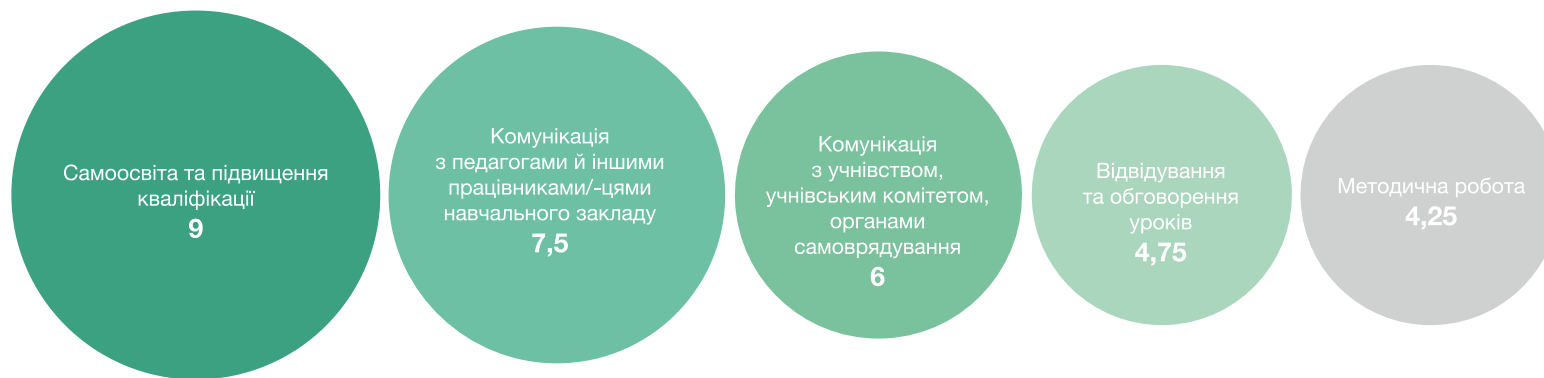 Самоосвіта та підвищення
кваліфікації
9
Комунікація
з педагогами й іншими
працівниками/-цями
навчального закладу
7,5
Комунікація
з учнівством,
учнівським комітетом,
органами
самоврядування
6
Відвідування
та обговорення
уроків
4,75
Методична робота
4,25